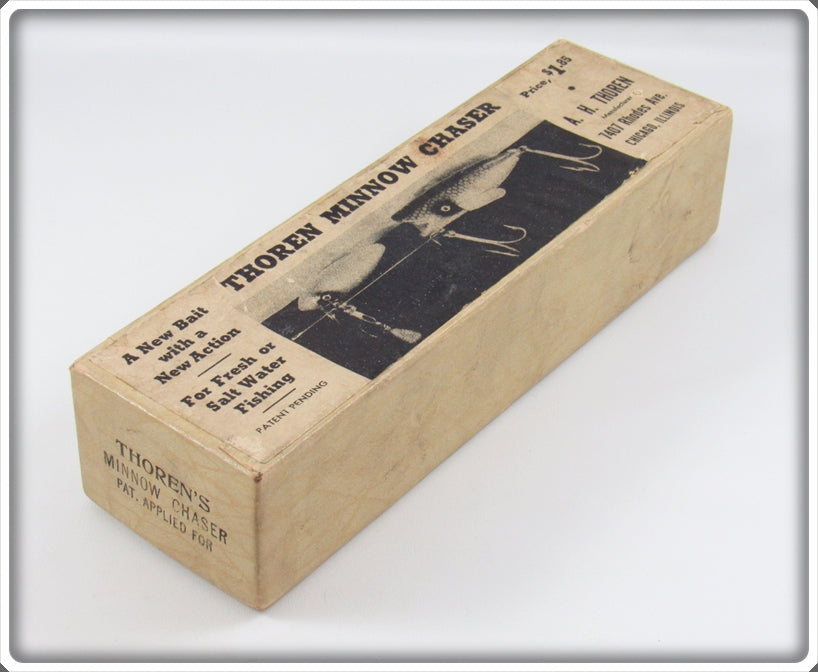 THOREN MINNOW CHASER
A New Bait
with a
New Action
For Fresh or
Salt Water
Fishing
PATENT PENDING
Price, $1.85
A. H. THOREN
Manufacturer
7407 Rhodes Ave.
CHICAGO, ILLINOIS
THOREN'S
MINNOW CHASER
PAT. APPLIED FOR